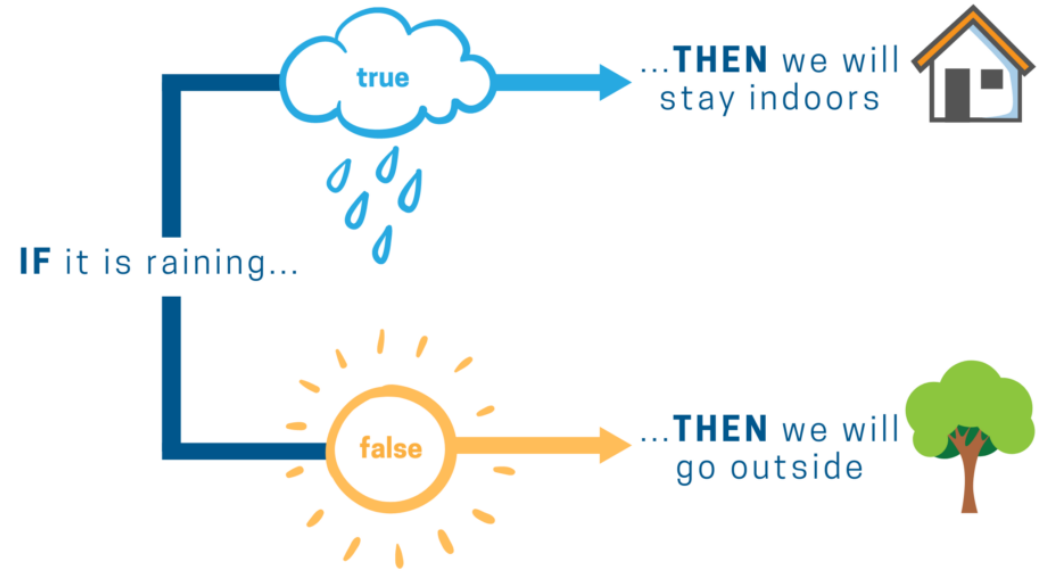 IF it is raining...
true
...THEN we will
stay indoors
false
...THEN we will
go outside